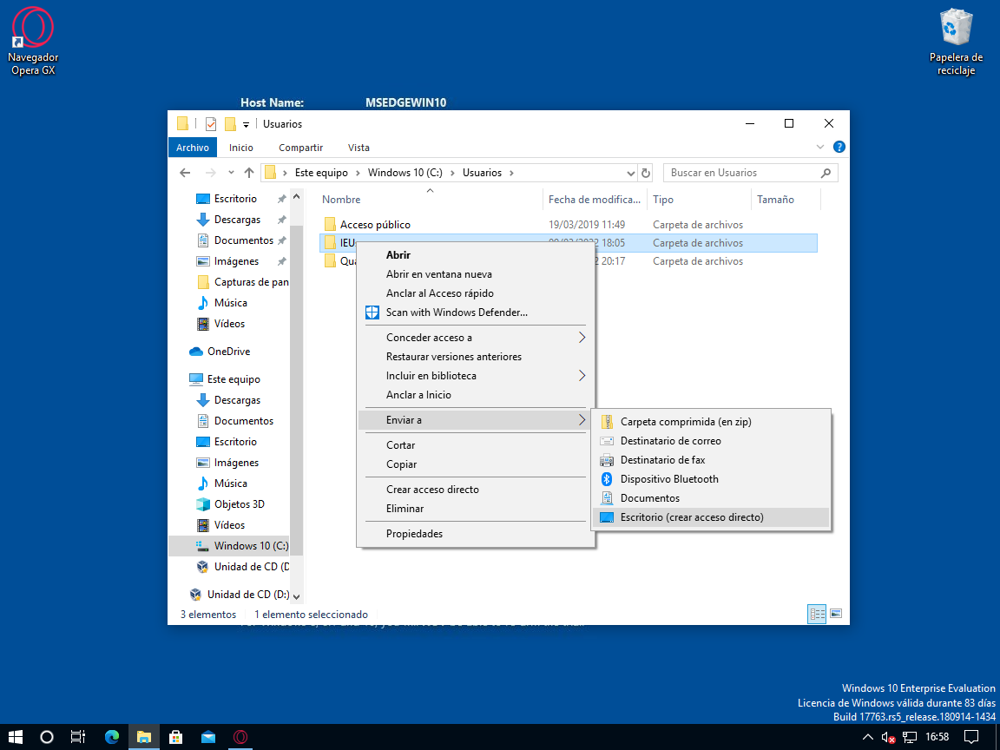 Navegador
Opera GX
Papelera de
reciclaje
Host Name:
MSEDGEWIN10
Usuarios
Archivo
Inicio
Compartir
Vista
Este equipo
Windows 10 (C:)
Usuarios
Buscar en Usuarios
Escritorio
Descargas
Documentos
Imágenes
Capturas de pan
Música
Vídeos
OneDrive
Este equipo
Descargas
Documentos
Escritorio
Imágenes
Música
Objetos 3D
Vídeos
Windows 10 (C:)
Unidad de CD (D
Unidad de CD (D:)
Nombre
Fecha de modifica...
Tipo
Tamaño
Acceso público
19/03/2019 11:49
Carpeta de archivos
IEU
18:05
Carpeta de archivos
Qua
20:17
Carpeta de archivos
Abrir
Abrir en ventana nueva
Anclar al Acceso rápido
Scan with Windows Defender...
Conceder acceso a
Restaurar versiones anteriores
Incluir en biblioteca
Anclar a Inicio
Enviar a
Cortar
Copiar
Crear acceso directo
Eliminar
Propiedades
Carpeta comprimida (en zip)
Destinatario de correo
Destinatario de fax
Dispositivo Bluetooth
Documentos
Escritorio (crear acceso directo)
3 elementos
1 elemento seleccionado
Windows 10 Enterprise Evaluation
Licencia de Windows válida durante 83 días
Build 17763.rs5_release.180914-1434
16:58